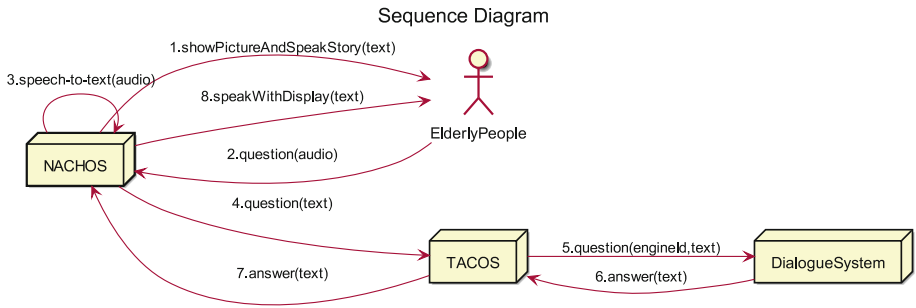 Sequence Diagram
1.showPictureAndSpeakStory(text)
3.speech-to-text(audio)
8.speakWithDisplay(text)
ElderlyPeople
2.question(audio)
NACHOS
4.question(text)
5.question(engineId,text)
TACOS
DialogueSystem
7.answer(text)
6.answer(text)